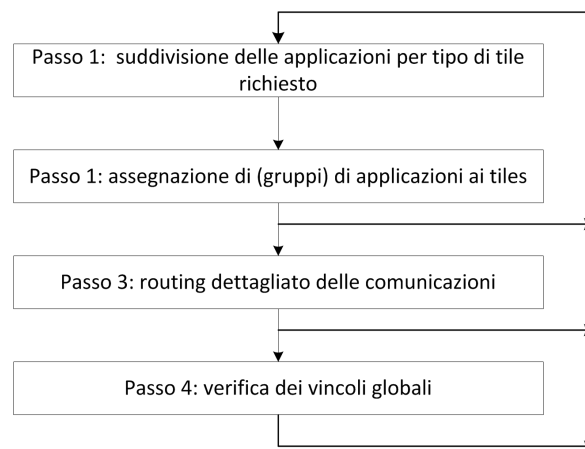 Passo 1:  suddivisione delle applicazioni per tipo di tile
richiesto
Passo 1: assegnazione di (gruppi) di applicazioni ai tiles
Passo 3: routing dettagliato delle comunicazioni
Passo 4: verifica dei vincoli globali